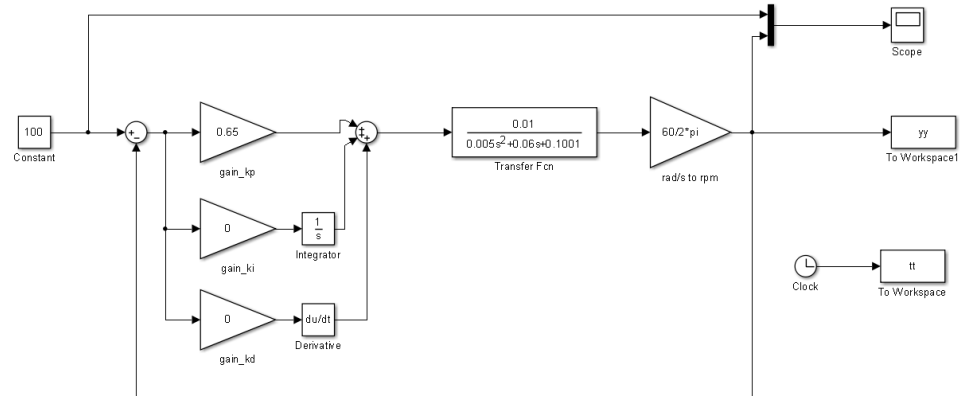 Scope
100
Constant
+
−
0.65
gain_kp
+
+
+
0.01
0.005s²+0.06s+0.1001
Transfer Fcn
60/2*pi
rad/s to rpm
yy
To Workspace1
0
gain_ki
1
s
Integrator
Clock
tt
To Workspace
0
gain_kd
du/dt
Derivative